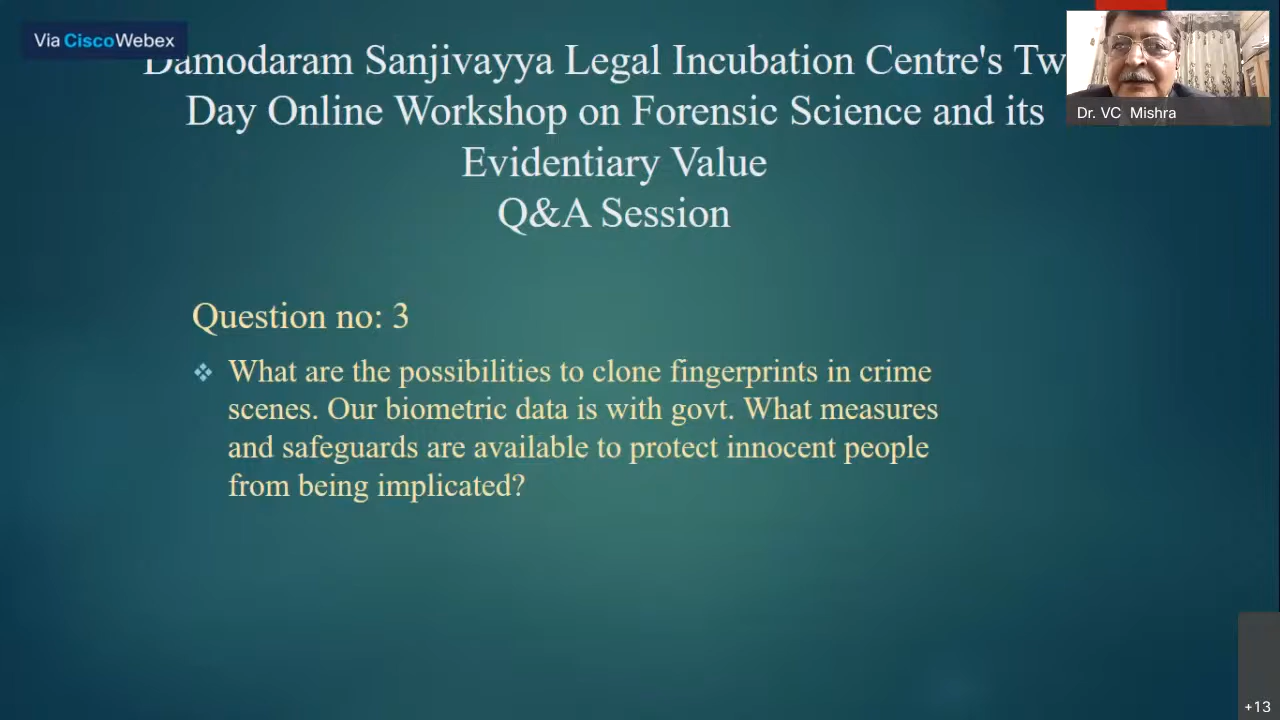 Via Cisco Webex
Damodaram Sanjivayya Legal Incubation Centre's Tw
Day Online Workshop on Forensic Science and its
Evidentiary Value
Q&A Session
Dr. VC Mishra
Question no: 3
What are the possibilities to clone fingerprints in crime
scenes. Our biometric data is with govt. What measures
and safeguards are available to protect innocent people
from being implicated?
+13